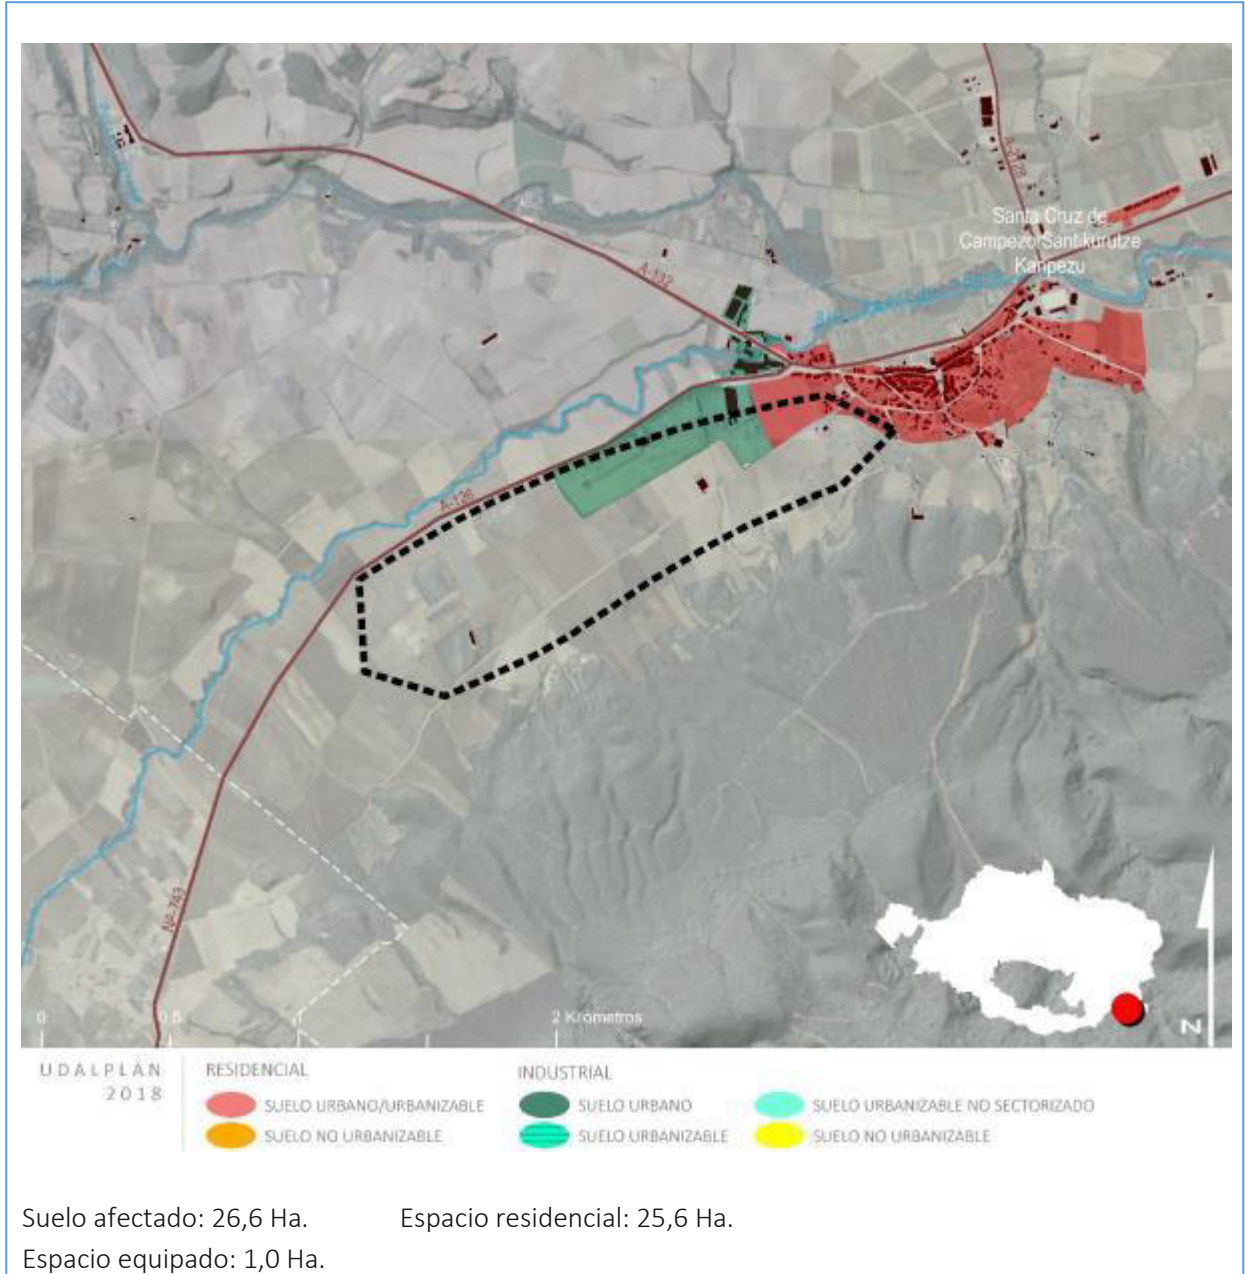 A-2128
Santa Cruz de
Campezo/Santikurutze
Kanpezu
A-132
A-126
NA-743
0 0,5 1 2 Kilómetros
N
UDALPLAN
2018
RESIDENCIAL
SUELO URBANO/URBANIZABLE
SUELO NO URBANIZABLE
INDUSTRIAL
SUELO URBANO
SUELO URBANIZABLE
SUELO URBANIZABLE NO SECTORIZADO
SUELO NO URBANIZABLE
Suelo afectado: 26,6 Ha. Espacio residencial: 25,6 Ha.
Espacio equipado: 1,0 Ha.